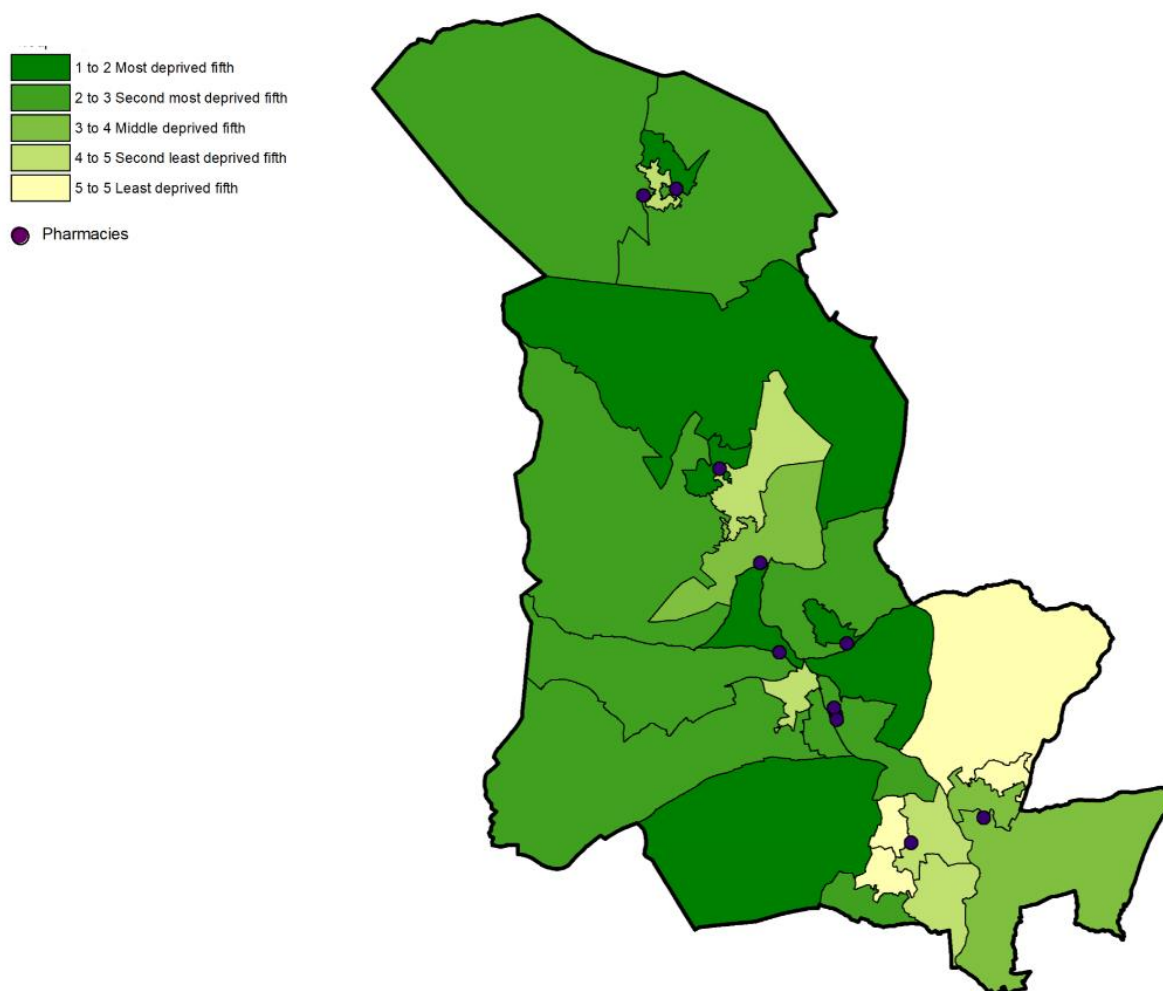 1 to 2 Most deprived fifth
2 to 3 Second most deprived fifth
3 to 4 Middle deprived fifth
4 to 5 Second least deprived fifth
5 to 5 Least deprived fifth
Pharmacies